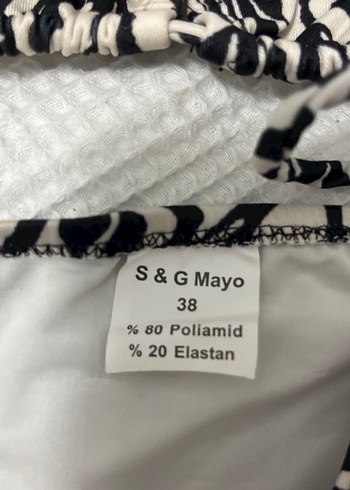 S & G Mayo
38
% 80 Poliamid
% 20 Elastan